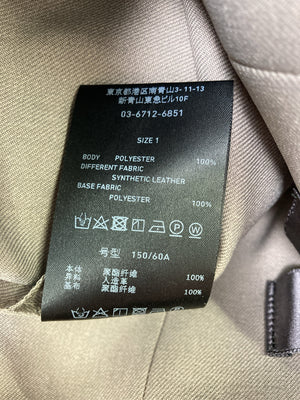 東京都港区南青山3-11-13
新青山東急ビル10F
03-6712-6851
SIZE 1
BODY POLYESTER 100%
DIFFERENT FABRIC
SYNTHETIC LEATHER
BASE FABRIC
POLYESTER 100%
号型 150/60A
本体 聚酯纤维 100%
异料 人造革
基布 聚酯纤维 100%